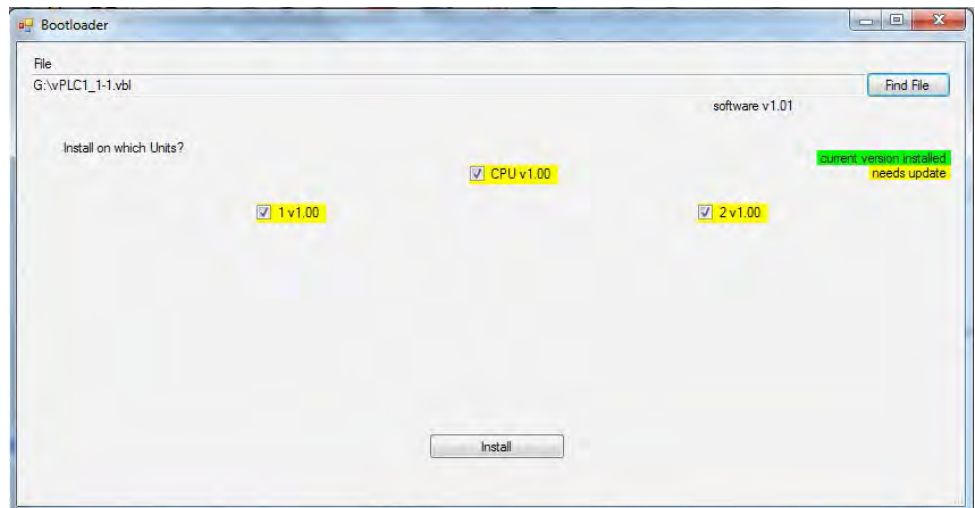 Bootloader
File
G:\vPLC1_1-1.vbl
Find File
software v1.01
Install on which Units?
current version installed
needs update
CPU v1.00
1 v1.00
2 v1.00
Install